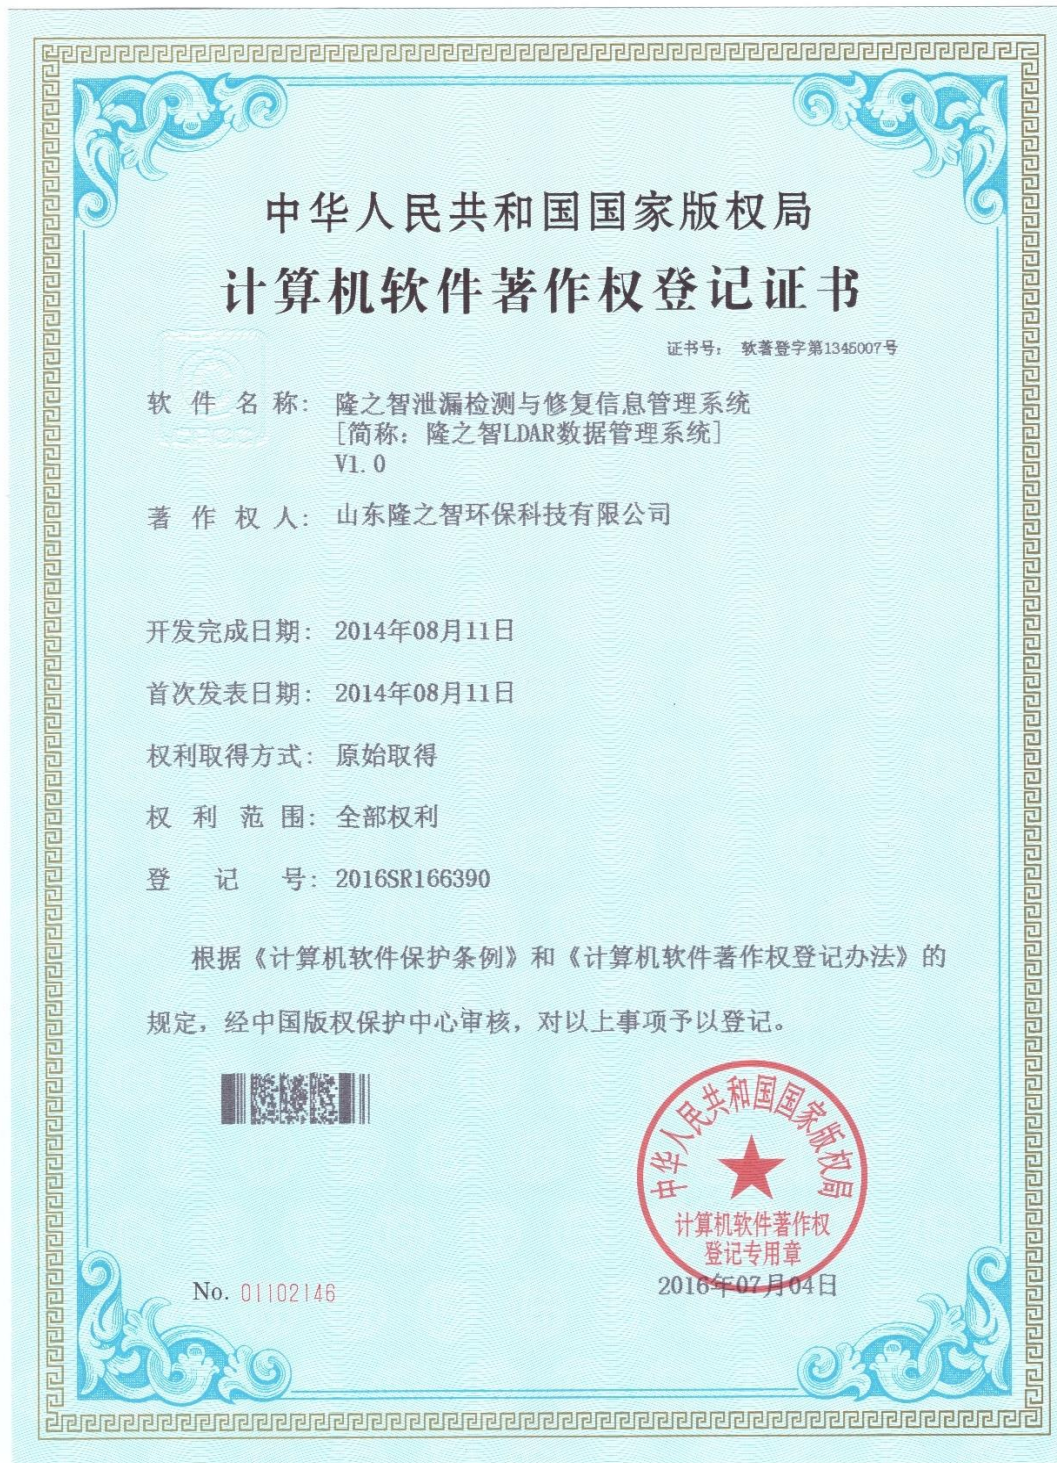 中华人民共和国国家版权局
计算机软件著作权登记证书
证书号： 软著登字第1345007号
软件名称： 隆之智泄漏检测与修复信息管理系统
[简称：隆之智LDAR数据管理系统]
V1.0
著作权人： 山东隆之智环保科技有限公司
开发完成日期： 2014年08月11日
首次发表日期： 2014年08月11日
权利取得方式： 原始取得
权利范围： 全部权利
登记号： 2016SR166390
根据《计算机软件保护条例》和《计算机软件著作权登记办法》的
规定，经中国版权保护中心审核，对以上事项予以登记。
中华人民共和国国家版权局
计算机软件著作权
登记专用章
No. 01102146
2016年07月04日